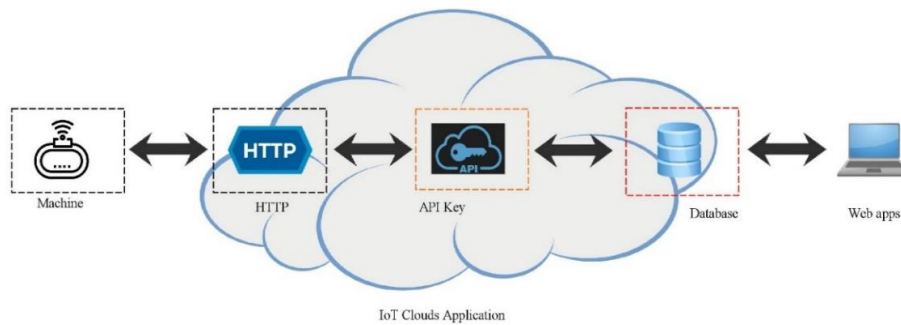 HTTP
API
Machine
HTTP
API Key
Database
Web apps
IoT Clouds Application